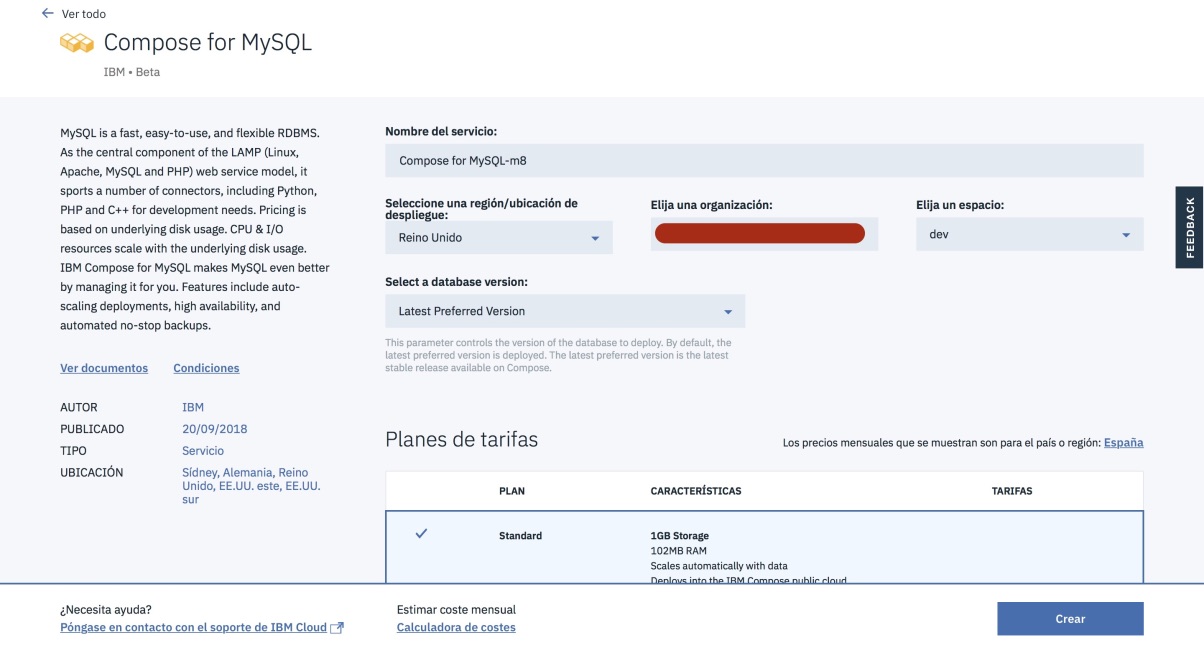 Ver todo
Compose for MySQL
IBM • Beta
MySQL is a fast, easy-to-use, and flexible RDBMS.
As the central component of the LAMP (Linux,
Apache, MySQL and PHP) web service model, it
sports a number of connectors, including Python,
PHP and C++ for development needs. Pricing is
based on underlying disk usage. CPU & I/O
resources scale with the underlying disk usage.
IBM Compose for MySQL makes MySQL even better
by managing it for you. Features include auto-
scaling deployments, high availability, and
automated no-stop backups.
Ver documentos Condiciones
AUTOR IBM
PUBLICADO 20/09/2018
TIPO Servicio
UBICACIÓN Sídney, Alemania, Reino
Unido, EE.UU. este, EE.UU.
sur
Nombre del servicio:
Compose for MySQL-m8
Seleccione una región/ubicación de
despliegue:
Reino Unido
Elija una organización:
Elija un espacio:
dev
Select a database version:
Latest Preferred Version
This parameter controls the version of the database to deploy. By default, the
latest preferred version is deployed. The latest preferred version is the latest
stable release available on Compose.
Planes de tarifas
Los precios mensuales que se muestran son para el país o región: España
PLAN CARACTERÍSTICAS TARIFAS
Standard 1GB Storage
102MB RAM
Scales automatically with data
Deploys into the IBM Compose public cloud
FEEDBACK
¿Necesita ayuda?
Póngase en contacto con el soporte de IBM Cloud
Estimar coste mensual
Calculadora de costes
Crear